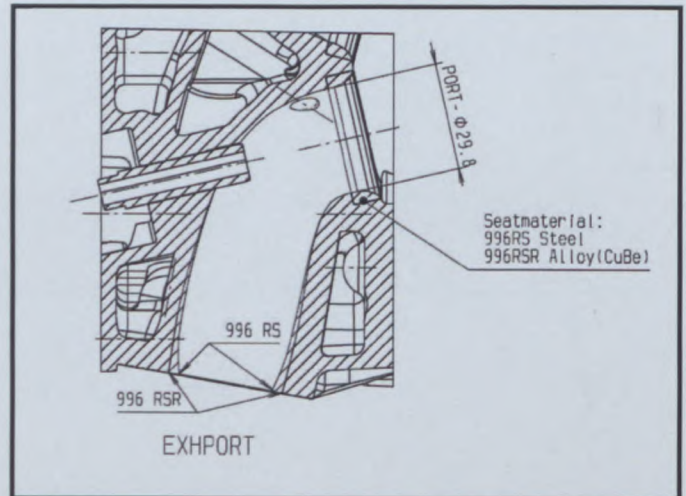 PORT-Φ29.8
Seatmaterial:
996RS Steel
996RSR Alloy(CuBe)
996 RS
996 RSR
EXHPORT